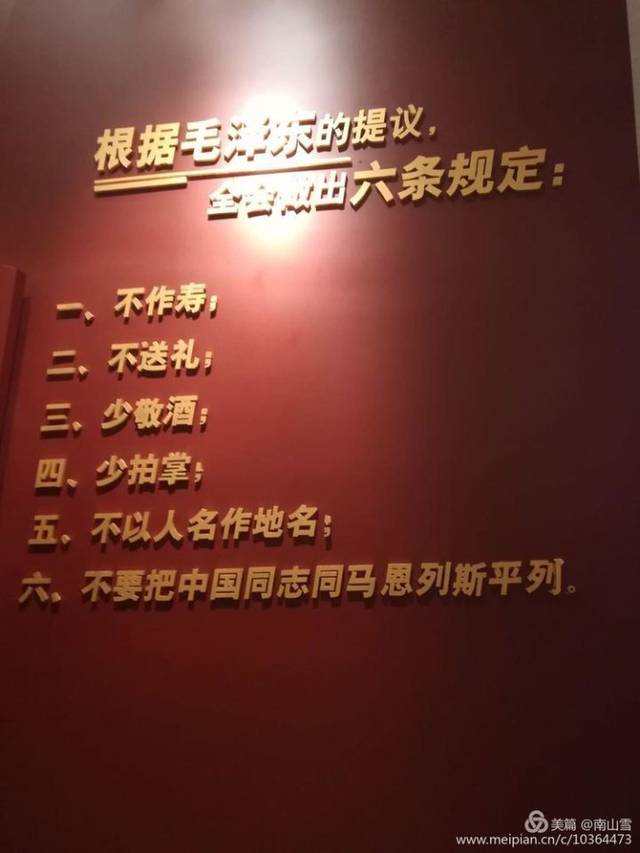 根据毛泽东的提议，
全会做出六条规定：
一、不作寿；
二、不送礼；
三、少敬酒；
四、少拍掌；
五、不以人名作地名；
六、不要把中国同志同马恩列斯平列。
美篇 @南山雪
www.meipian.cn/c/10364473